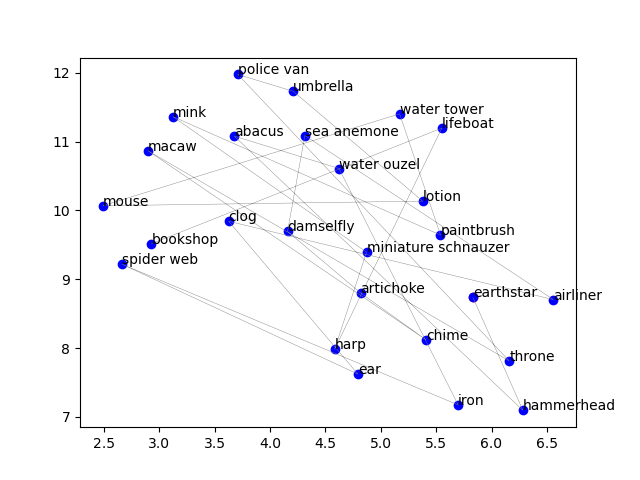 police van
umbrella
mink
water tower
lifeboat
abacus
sea anemone
macaw
water ouzel
mouse
lotion
clog
damselfly
paintbrush
bookshop
miniature schnauzer
spider web
artichoke
earthstar
airliner
harp
chime
throne
ear
iron
hammerhead
12
11
10
9
8
7
2.5 3.0 3.5 4.0 4.5 5.0 5.5 6.0 6.5